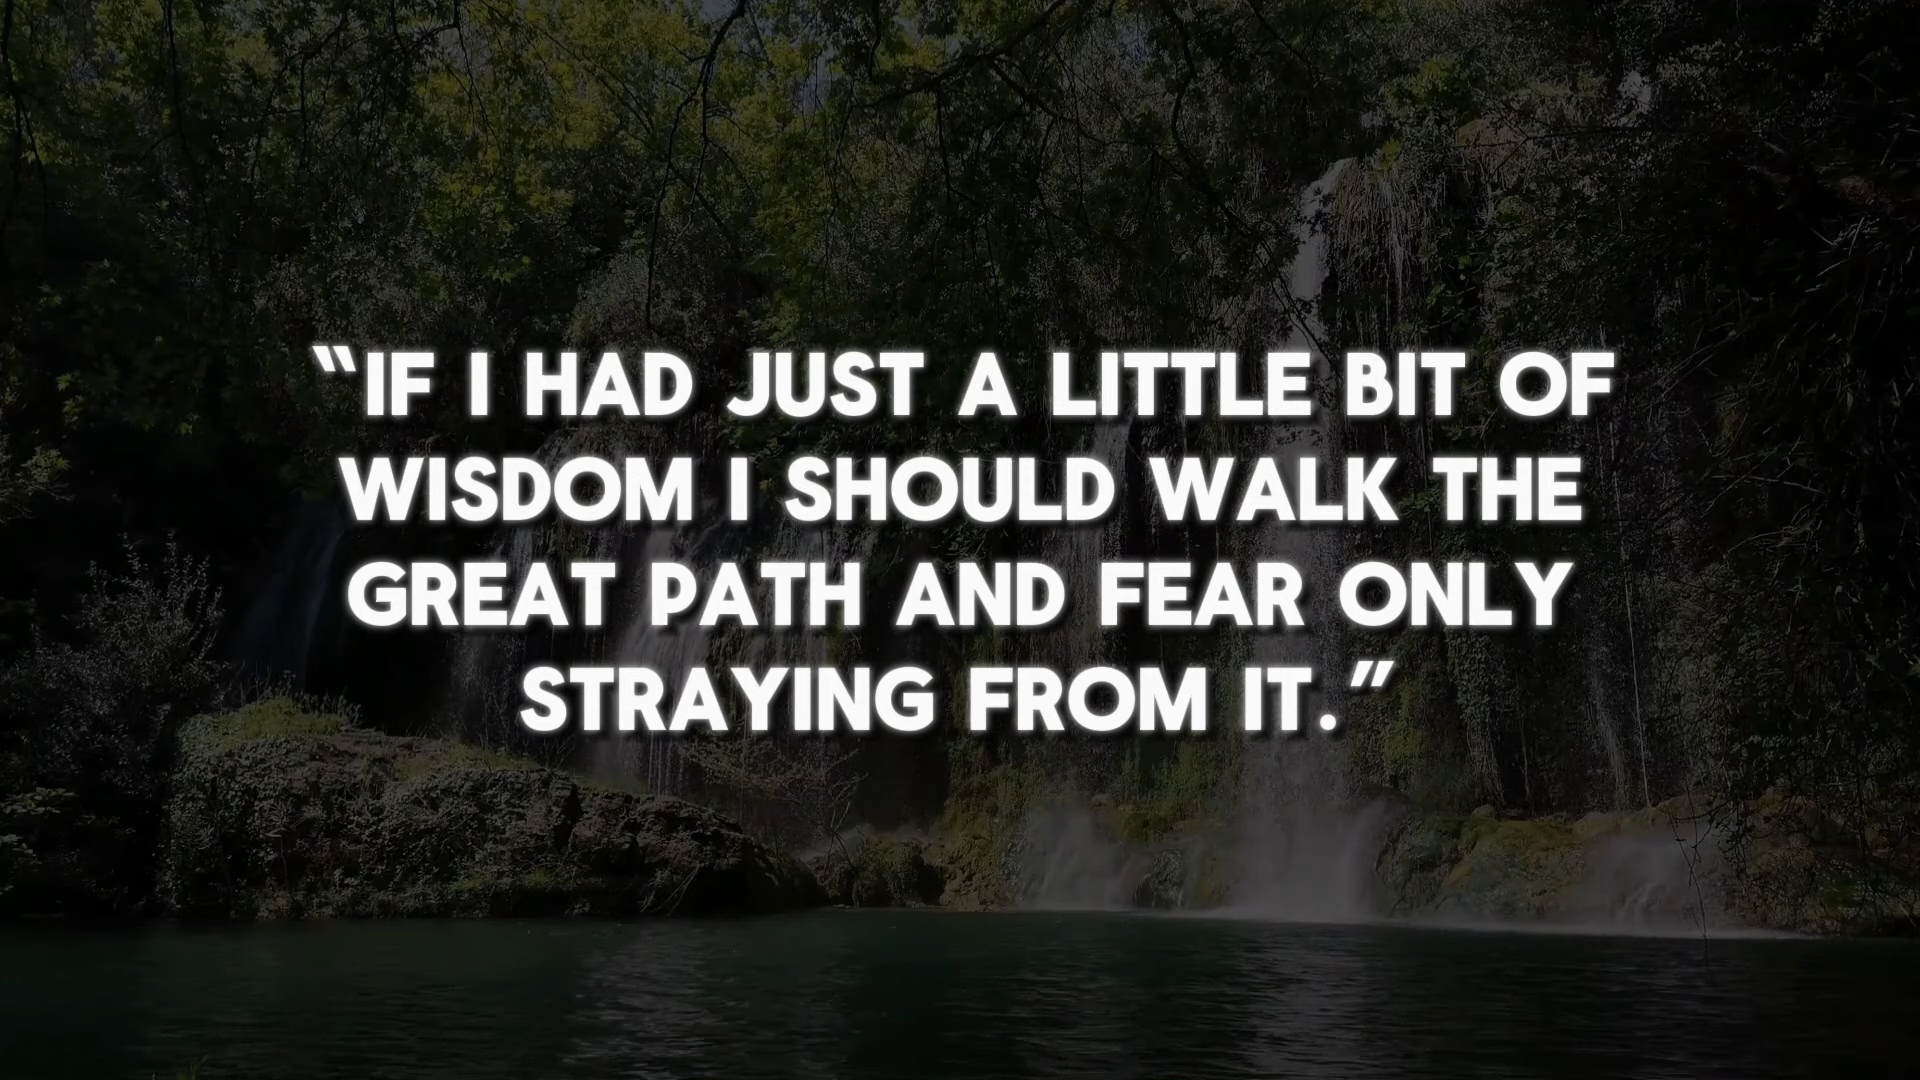 “IF I HAD JUST A LITTLE BIT OF
WISDOM I SHOULD WALK THE
GREAT PATH AND FEAR ONLY
STRAYING FROM IT.”